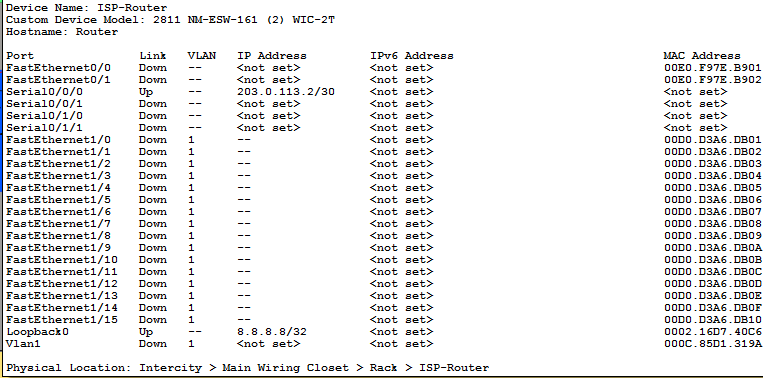 Device Name: ISP-Router
Custom Device Model: 2811 NM-ESW-161 (2) WIC-2T
Hostname: Router
Port Link VLAN IP Address IPv6 Address MAC Address
FastEthernet0/0 Down -- <not set> <not set> 00E0.F97E.B901
FastEthernet0/1 Down -- <not set> <not set> 00E0.F97E.B902
Serial0/0/0 Up -- 203.0.113.2/30 <not set> <not set>
Serial0/0/1 Down -- <not set> <not set> <not set>
Serial0/1/0 Down -- <not set> <not set> <not set>
Serial0/1/1 Down -- <not set> <not set> <not set>
FastEthernet1/0 Down 1 -- <not set> 00D0.D3A6.DB01
FastEthernet1/1 Down 1 -- <not set> 00D0.D3A6.DB02
FastEthernet1/2 Down 1 -- <not set> 00D0.D3A6.DB03
FastEthernet1/3 Down 1 -- <not set> 00D0.D3A6.DB04
FastEthernet1/4 Down 1 -- <not set> 00D0.D3A6.DB05
FastEthernet1/5 Down 1 -- <not set> 00D0.D3A6.DB06
FastEthernet1/6 Down 1 -- <not set> 00D0.D3A6.DB07
FastEthernet1/7 Down 1 -- <not set> 00D0.D3A6.DB08
FastEthernet1/8 Down 1 -- <not set> 00D0.D3A6.DB09
FastEthernet1/9 Down 1 -- <not set> 00D0.D3A6.DB0A
FastEthernet1/10 Down 1 -- <not set> 00D0.D3A6.DB0B
FastEthernet1/11 Down 1 -- <not set> 00D0.D3A6.DB0C
FastEthernet1/12 Down 1 -- <not set> 00D0.D3A6.DB0D
FastEthernet1/13 Down 1 -- <not set> 00D0.D3A6.DB0E
FastEthernet1/14 Down 1 -- <not set> 00D0.D3A6.DB0F
FastEthernet1/15 Down 1 -- <not set> 00D0.D3A6.DB10
Loopback0 Up -- 8.8.8.8/32 <not set> 0002.16D7.40C6
Vlan1 Down 1 <not set> <not set> 000C.85D1.319A
Physical Location: Intercity > Main Wiring Closet > Rack > ISP-Router